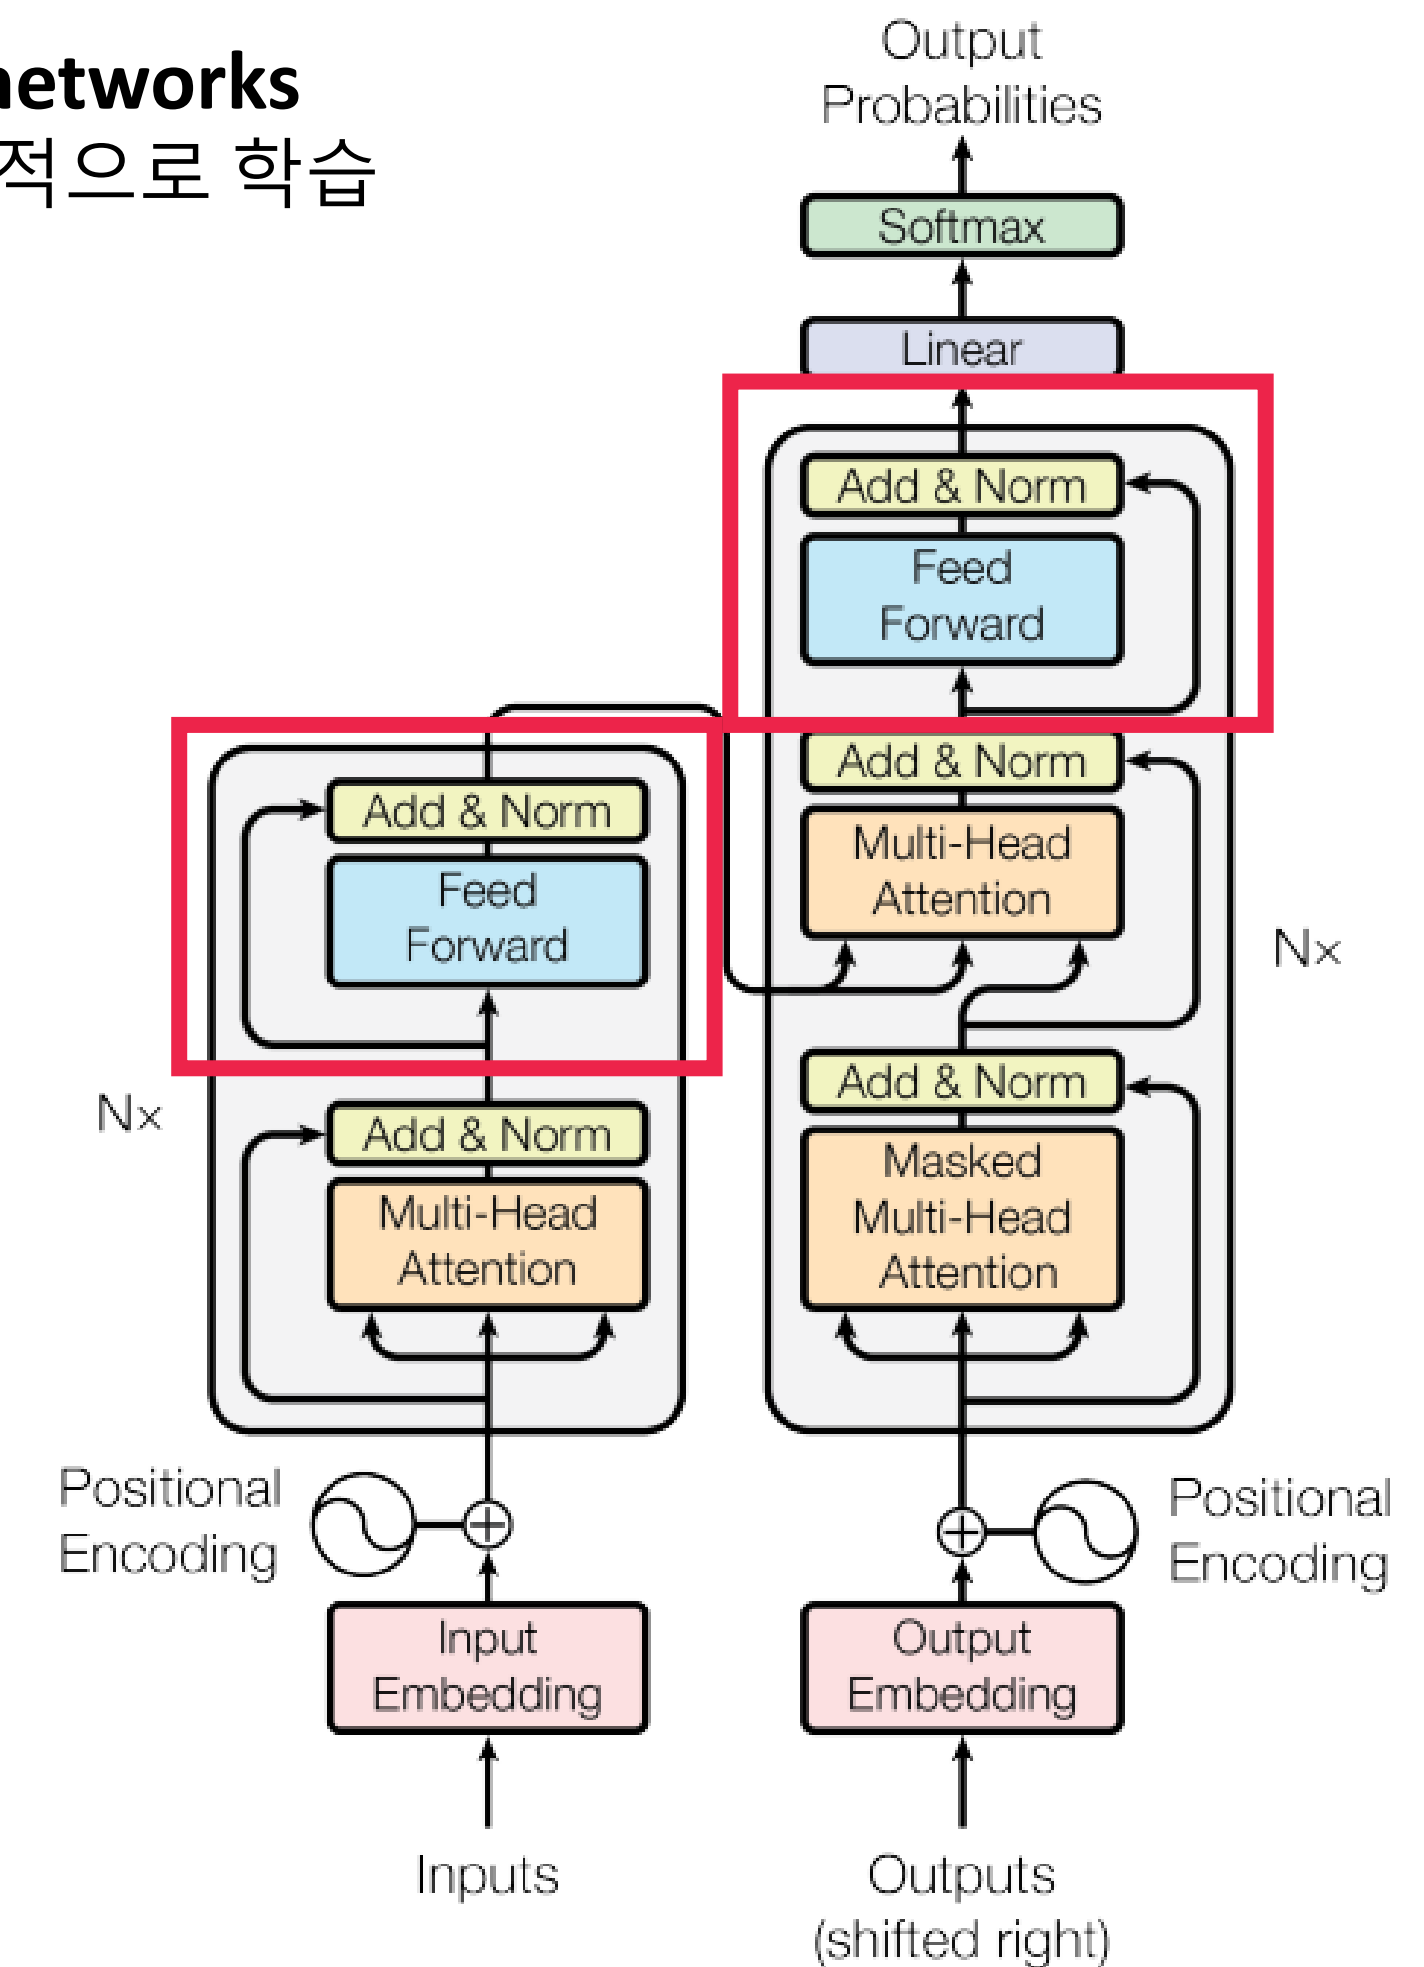 networks
적으로 학습
Output
Probabilities
Softmax
Linear
Add & Norm
Feed
Forward
Add & Norm
Multi-Head
Attention
Nx
Add & Norm
Masked
Multi-Head
Attention
Add & Norm
Feed
Forward
Nx
Add & Norm
Multi-Head
Attention
Positional
Encoding
Positional
Encoding
Input
Embedding
Output
Embedding
Inputs
Outputs
(shifted right)